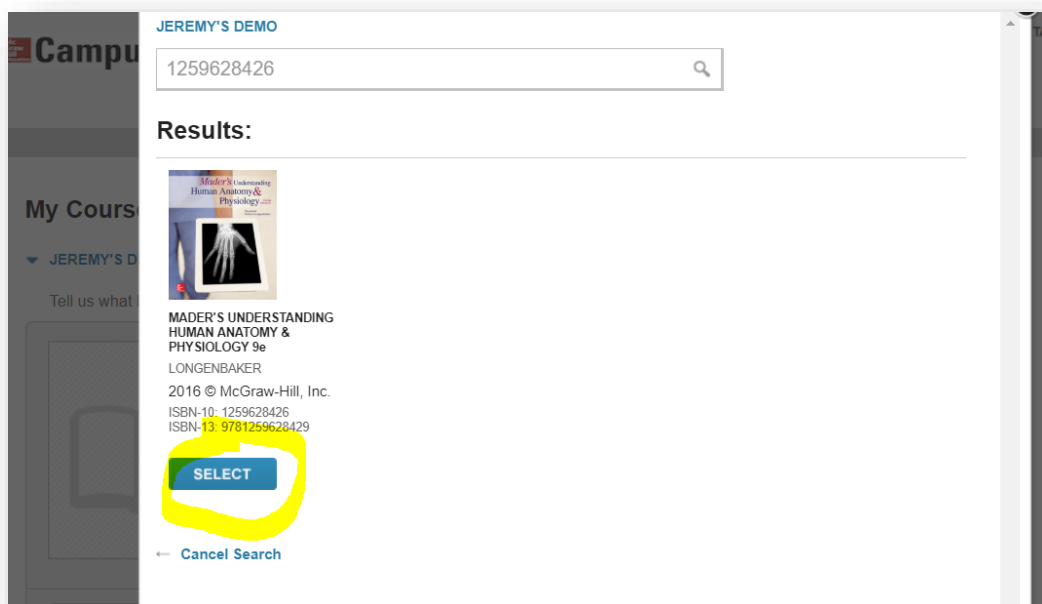 JEREMY'S DEMO
Campu
1259628426
Results:
Mader's Understanding
Human Anatomy &
Physiology
My Cours
JEREMY'S D
Tell us what
MADER'S UNDERSTANDING
HUMAN ANATOMY &
PHYSIOLOGY 9e
LONGENBAKER
2016 © McGraw-Hill, Inc.
ISBN-10: 1259628426
ISBN-13: 9781259628429
SELECT
← Cancel Search